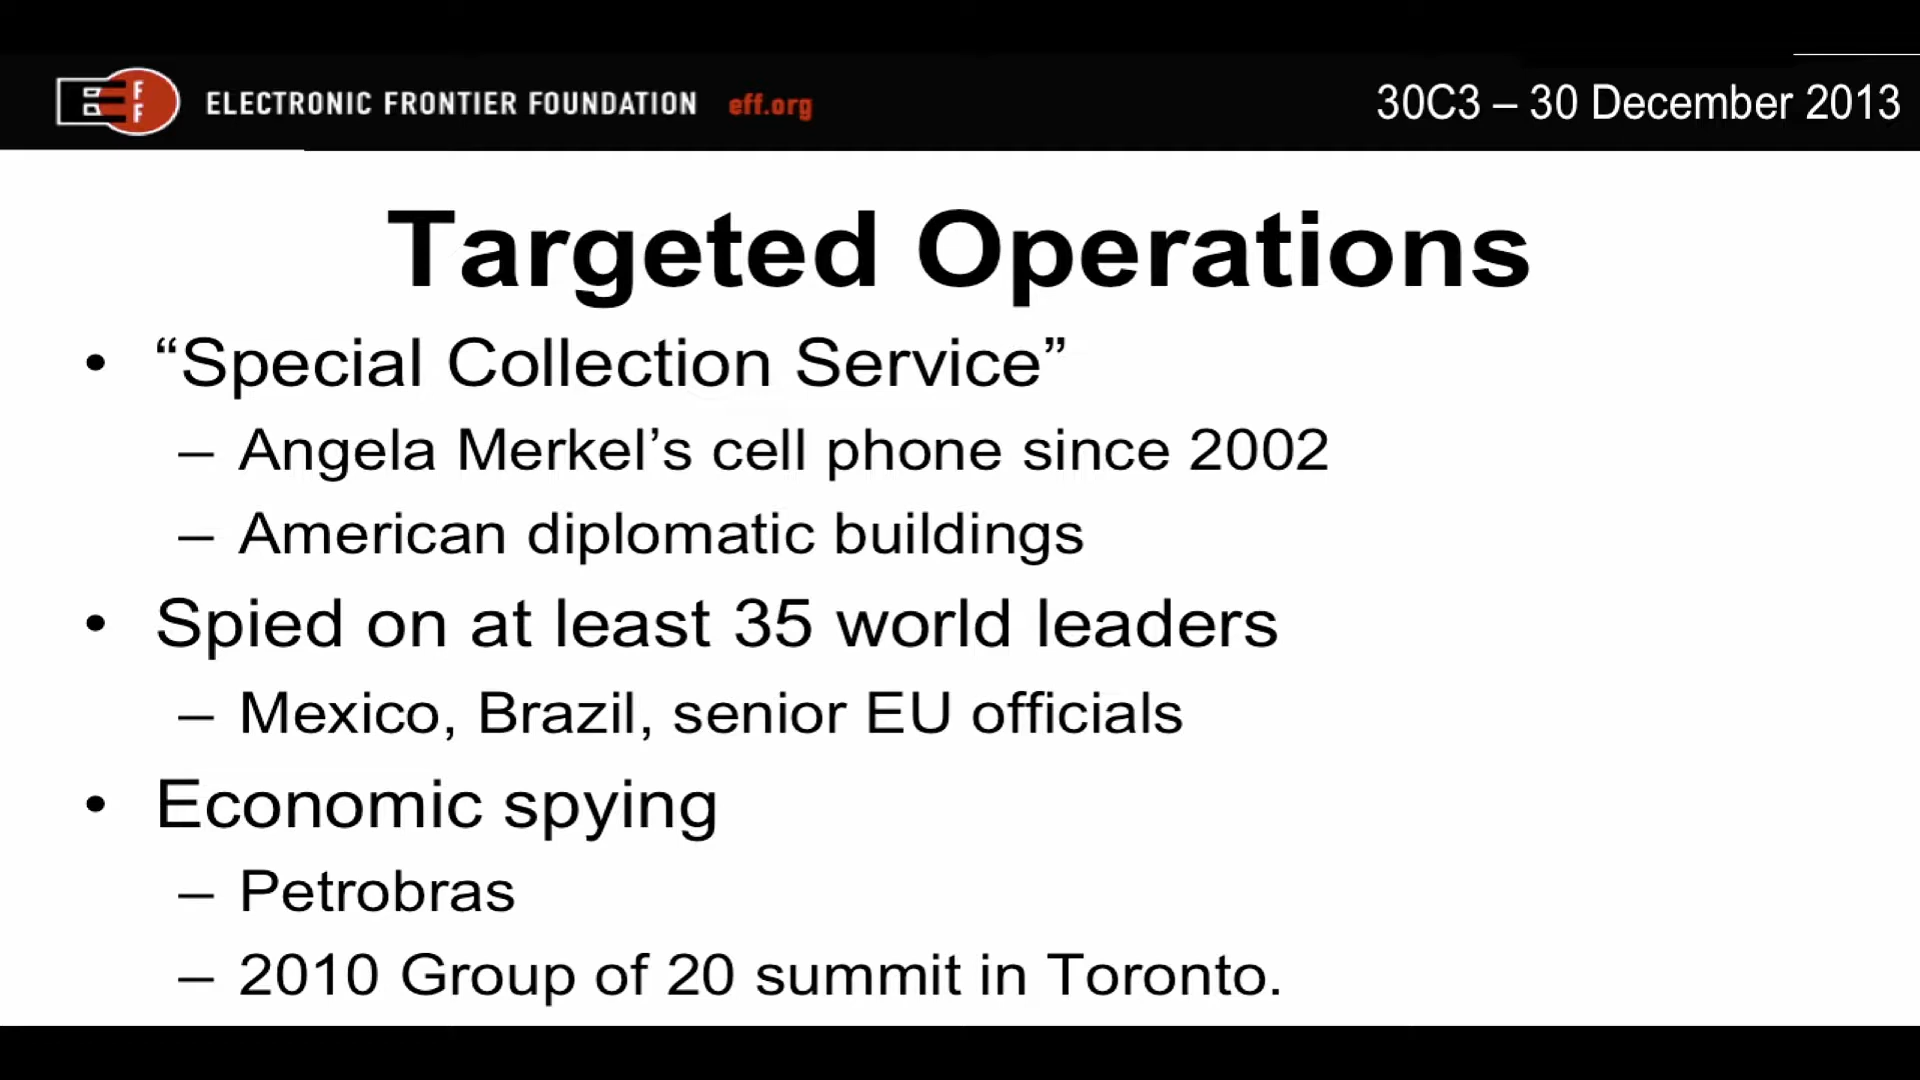 EFF ELECTRONIC FRONTIER FOUNDATION eff.org 30C3 – 30 December 2013
Targeted Operations
• “Special Collection Service”
– Angela Merkel’s cell phone since 2002
– American diplomatic buildings
• Spied on at least 35 world leaders
– Mexico, Brazil, senior EU officials
• Economic spying
– Petrobras
– 2010 Group of 20 summit in Toronto.